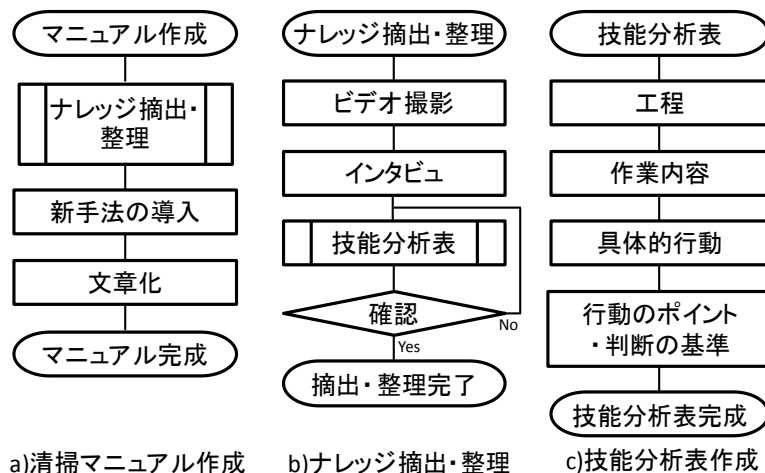 マニュアル作成
ナレッジ摘出・
整理
新手法の導入
文章化
マニュアル完成
a)清掃マニュアル作成
ナレッジ摘出・整理
ビデオ撮影
インタビュ
技能分析表
確認
No
Yes
摘出・整理完了
b)ナレッジ摘出・整理
技能分析表
工程
作業内容
具体的行動
行動のポイント
・判断の基準
技能分析表完成
c)技能分析表作成